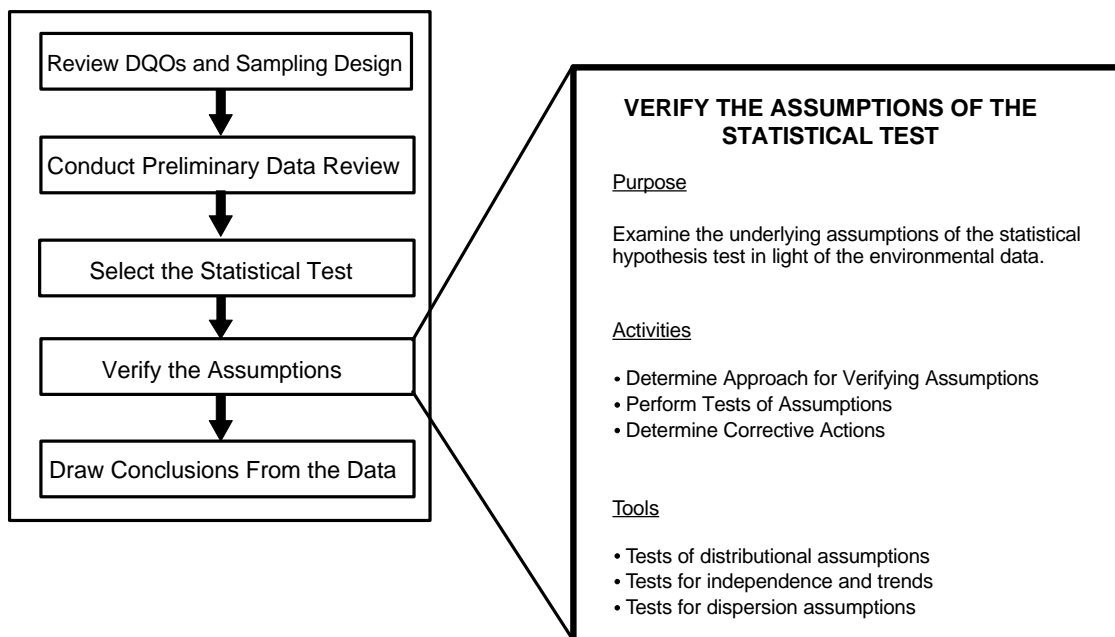 Review DQOs and Sampling Design
Conduct Preliminary Data Review
Select the Statistical Test
Verify the Assumptions
Draw Conclusions From the Data
VERIFY THE ASSUMPTIONS OF THE
STATISTICAL TEST
Purpose
Examine the underlying assumptions of the statistical
hypothesis test in light of the environmental data.
Activities
• Determine Approach for Verifying Assumptions
• Perform Tests of Assumptions
• Determine Corrective Actions
Tools
• Tests of distributional assumptions
• Tests for independence and trends
• Tests for dispersion assumptions